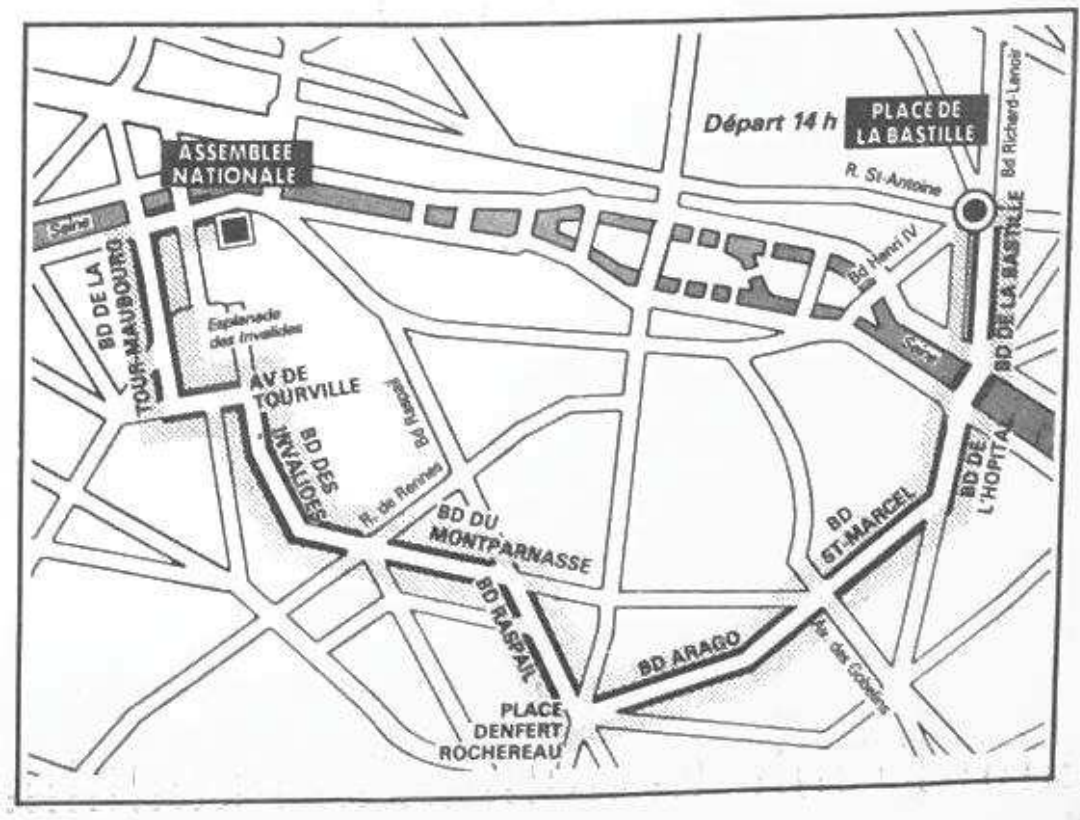 Départ 14 h
PLACE DE
LA BASTILLE
Bd Richard-Lenoir
ASSEMBLEE
NATIONALE
R. St-Antoine
Seine
Bd Henri IV
BD DE LA BASTILLE
BD DE LA
TOUR-MAUBOURG
Esplanade
des Invalides
Seine
AV DE
TOURVILLE
Bd Raspail
BD DES
INVALIDES
R. de Rennes
BD DE
L'HOPITAL
BD
ST-MARCEL
BD DU
MONTPARNASSE
BD RASPAIL
BD ARAGO
Av. des Gobelins
PLACE
DENFERT
ROCHEREAU